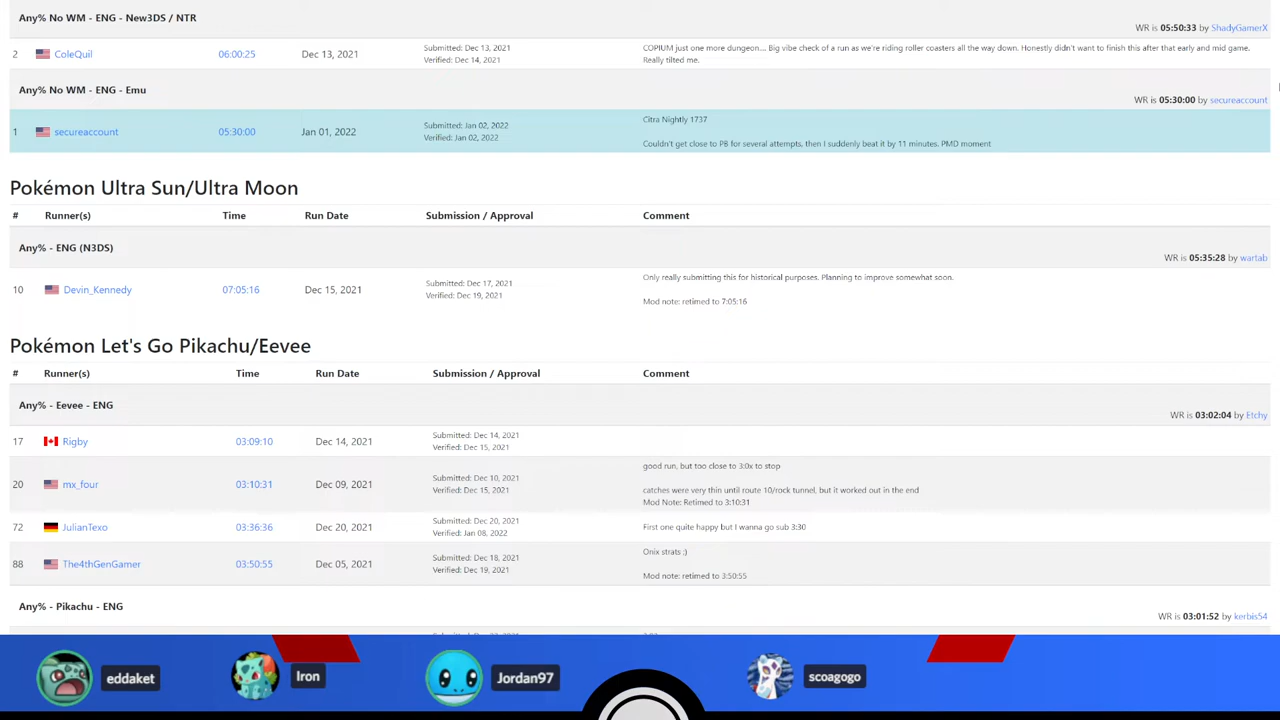 Any% No WM - ENG - New3DS / NTR
WR is 05:50:33 by ShadyGamerX
2 ColeQuil 06:00:25 Dec 13, 2021 Submitted: Dec 13, 2021 COPIUM just one more dungeon.... Big vibe check of a run as we're riding roller coasters all the way down. Honestly didn't want to finish this after that early and mid game.
Verified: Dec 14, 2021 Really tilted me.
Any% No WM - ENG - Emu
WR is 05:30:00 by secureaccount
Citra Nightly 1737
1 secureaccount 05:30:00 Jan 01, 2022 Submitted: Jan 02, 2022
Verified: Jan 02, 2022
Couldn't get close to PB for several attempts, then I suddenly beat it by 11 minutes. PMD moment
Pokémon Ultra Sun/Ultra Moon
# Runner(s) Time Run Date Submission / Approval Comment
Any% - ENG (N3DS)
WR is 05:35:28 by wartab
Only really submitting this for historical purposes. Planning to improve somewhat soon.
10 Devin_Kennedy 07:05:16 Dec 15, 2021 Submitted: Dec 17, 2021
Verified: Dec 19, 2021
Mod note: retimed to 7:05:16
Pokémon Let's Go Pikachu/Eevee
# Runner(s) Time Run Date Submission / Approval Comment
Any% - Eevee - ENG
WR is 03:02:04 by Etchy
17 Rigby 03:09:10 Dec 14, 2021 Submitted: Dec 14, 2021
Verified: Dec 15, 2021
good run, but too close to 3:0x to stop
20 mx_four 03:10:31 Dec 09, 2021 Submitted: Dec 10, 2021
Verified: Dec 15, 2021 catches were very thin until route 10/rock tunnel, but it worked out in the end
Mod Note: Retimed to 3:10:31
72 JulianTexo 03:36:36 Dec 20, 2021 Submitted: Dec 20, 2021 First one quite happy but I wanna go sub 3:30
Verified: Jan 08, 2022
Onix strats ;)
88 The4thGenGamer 03:50:55 Dec 05, 2021 Submitted: Dec 18, 2021
Verified: Dec 19, 2021
Mod note: retimed to 3:50:55
Any% - Pikachu - ENG
WR is 03:01:52 by kerbis54
eddaket Iron Jordan97 scoagogo